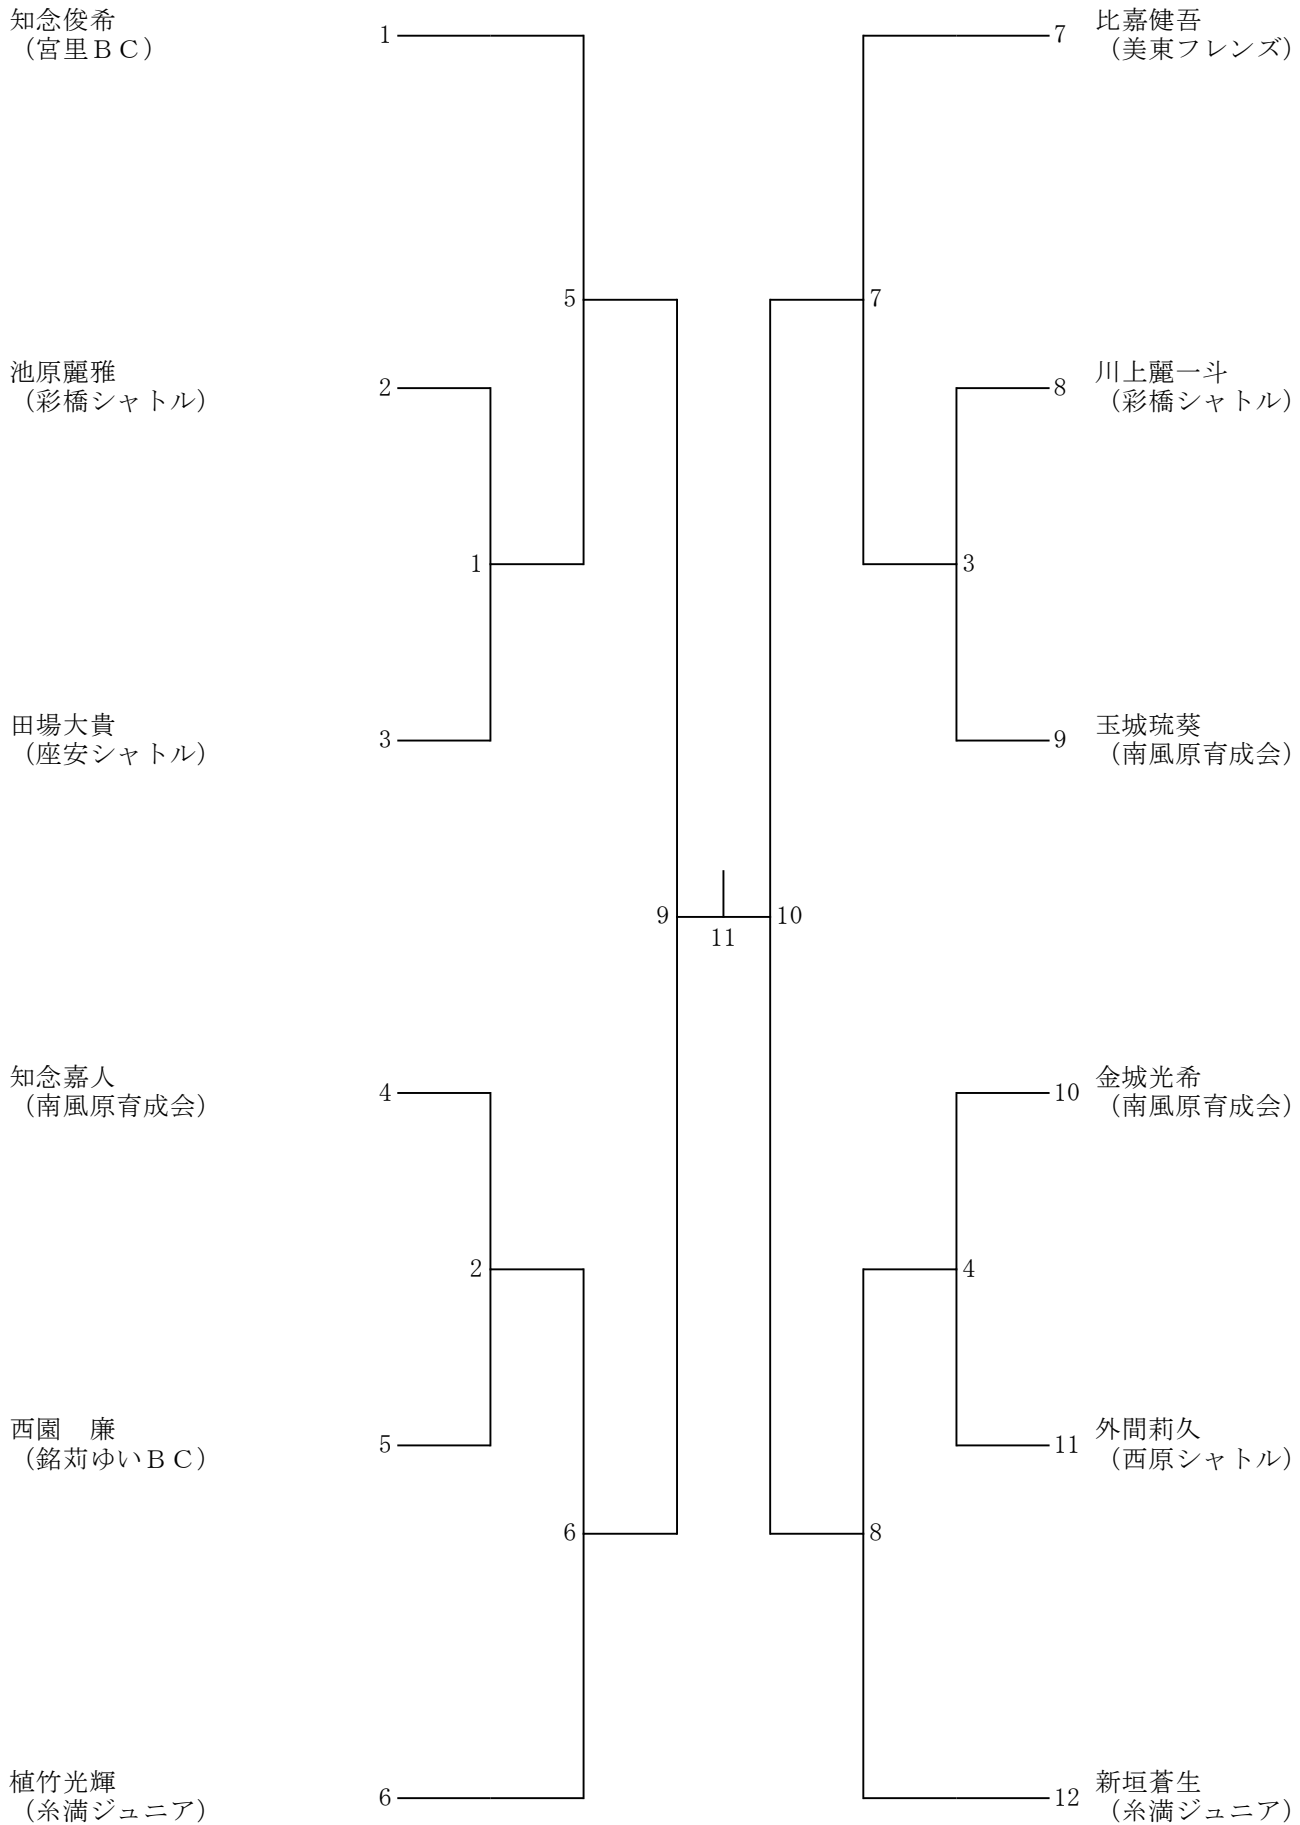 知念俊希
（宮里ＢＣ）
1
池原麗雅
（彩橋シャトル）
2
田場大貴
（座安シャトル）
3
知念嘉人
（南風原育成会）
4
西園　廉
（銘苅ゆいＢＣ）
5
植竹光輝
（糸満ジュニア）
6
5
1
2
6
9
11
10
7
3
4
8
7
比嘉健吾
（美東フレンズ）
8
川上麗一斗
（彩橋シャトル）
9
玉城琉葵
（南風原育成会）
10
金城光希
（南風原育成会）
11
外間莉久
（西原シャトル）
12
新垣蒼生
（糸満ジュニア）